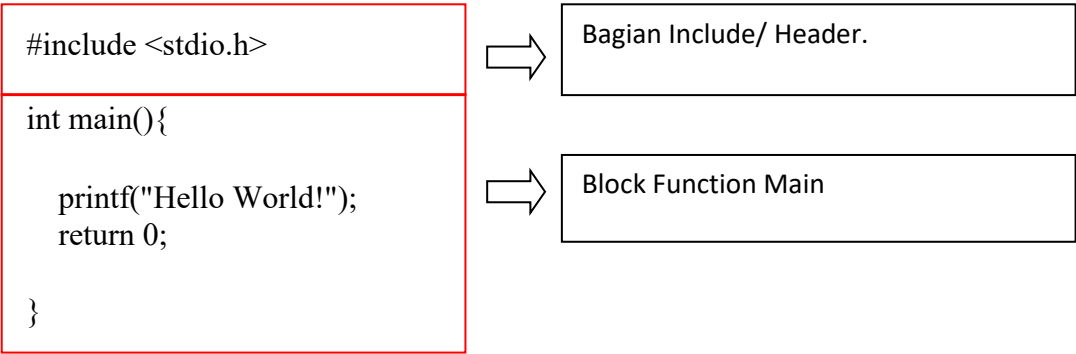 #include <stdio.h>
Bagian Include/ Header.
int main(){
printf("Hello World!");
return 0;
}
Block Function Main